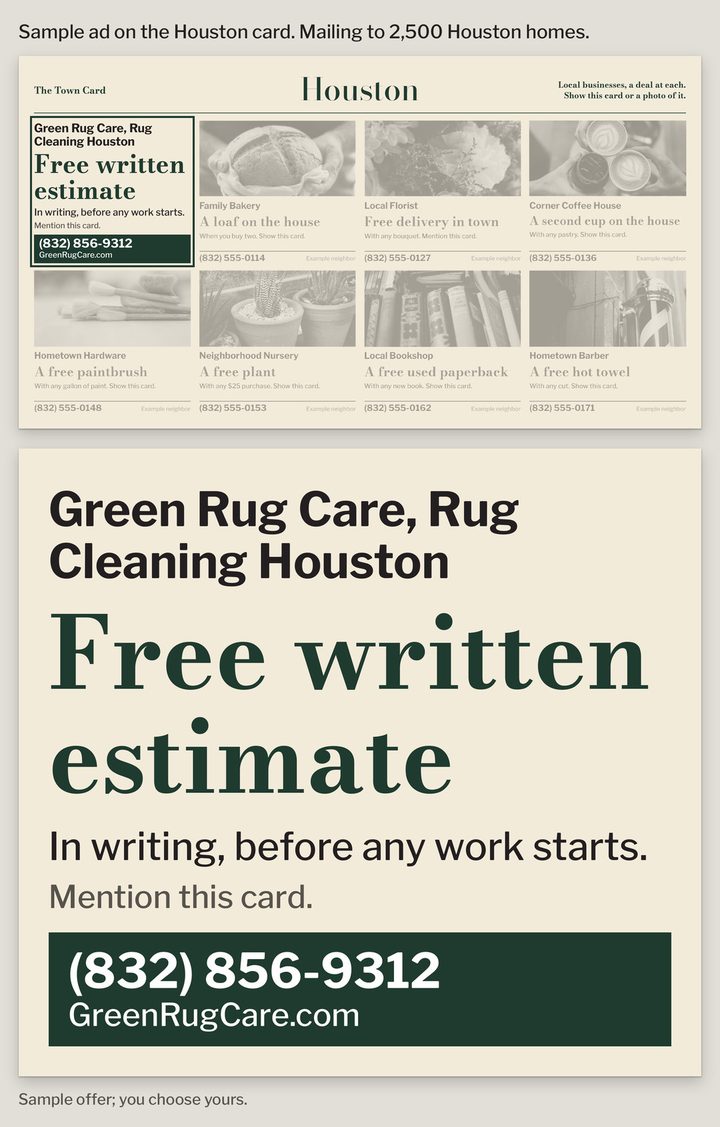 Sample ad on the Houston card. Mailing to 2,500 Houston homes.
The Town Card
Houston
Local businesses, a deal at each.
Show this card or a photo of it.
Green Rug Care, Rug
Cleaning Houston
Free written
estimate
In writing, before any work starts.
Mention this card.
(832) 856-9312
GreenRugCare.com
Family Bakery
A loaf on the house
When you buy two. Show this card.
(832) 555-0114
Example neighbor
Local Florist
Free delivery in town
With any bouquet. Mention this card.
(832) 555-0127
Example neighbor
Corner Coffee House
A second cup on the house
With any pastry. Show this card.
(832) 555-0136
Example neighbor
Hometown Hardware
A free paintbrush
With any gallon of paint. Show this card.
(832) 555-0148
Example neighbor
Neighborhood Nursery
A free plant
With any $25 purchase. Show this card.
(832) 555-0153
Example neighbor
Local Bookshop
A free used paperback
With any new book. Show this card.
(832) 555-0162
Example neighbor
Hometown Barber
A free hot towel
With any cut. Show this card.
(832) 555-0171
Example neighbor
Green Rug Care, Rug
Cleaning Houston
Free written
estimate
In writing, before any work starts.
Mention this card.
(832) 856-9312
GreenRugCare.com
Sample offer; you choose yours.